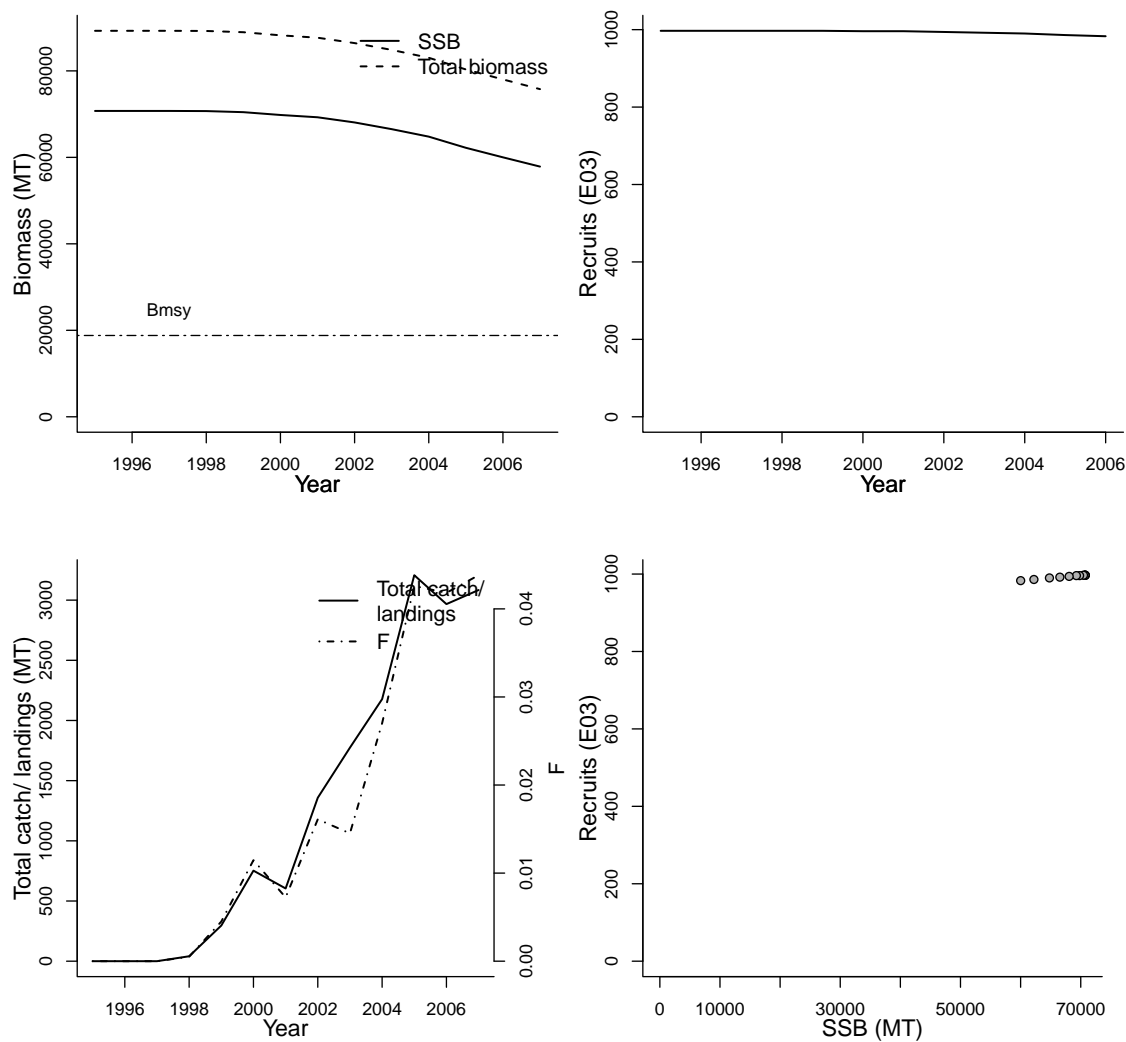 SSB
Total biomass
Biomass (MT)
0
20000
40000
60000
80000
Bmsy
1996 1998 2000 2002 2004 2006
Year
Recruits (E03)
0
200
400
600
800
1000
1996 1998 2000 2002 2004 2006
Year
Total catch/
landings
F
Total catch/ landings (MT)
0
500
1000
1500
2000
2500
3000
0.00
0.01
0.02
0.03
0.04
F
1996 1998 2000 2002 2004 2006
Year
Recruits (E03)
0
200
400
600
800
1000
0 10000 30000 50000 70000
SSB (MT)